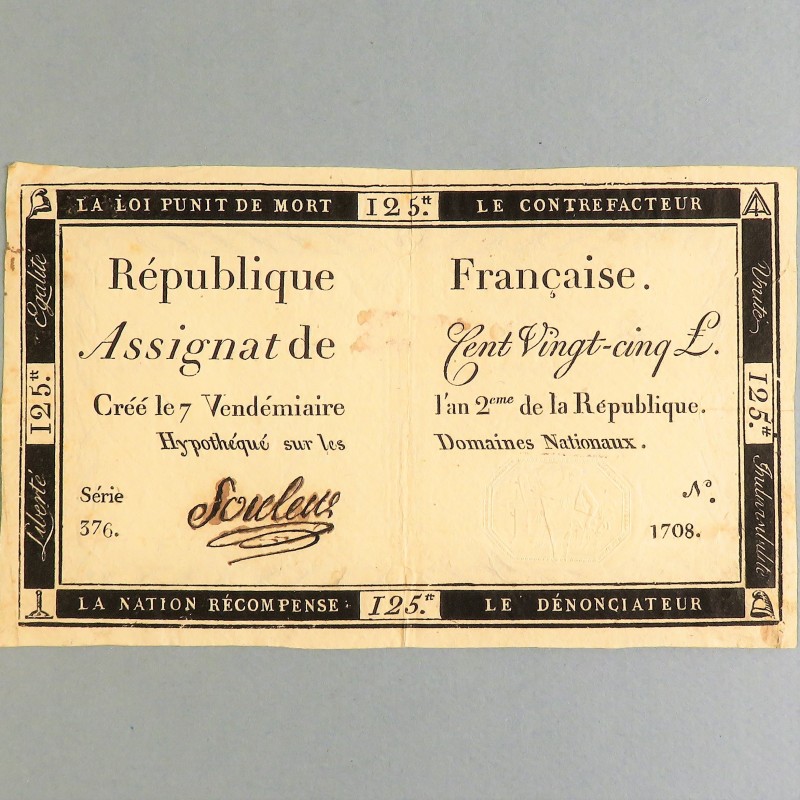 LA LOI PUNIT DE MORT 125.tt LE CONTREFACTEUR
Egalité
125.tt
Liberté
République Française.
Assignat de Cent Vingt-cinq £.
Créé le 7 Vendémiaire l'an 2eme de la République.
Hypothéqué sur les Domaines Nationaux.
Série
376.
N°.
1708.
Unité
125.tt
LA NATION RÉCOMPENSE 125.tt LE DÉNONCIATEUR